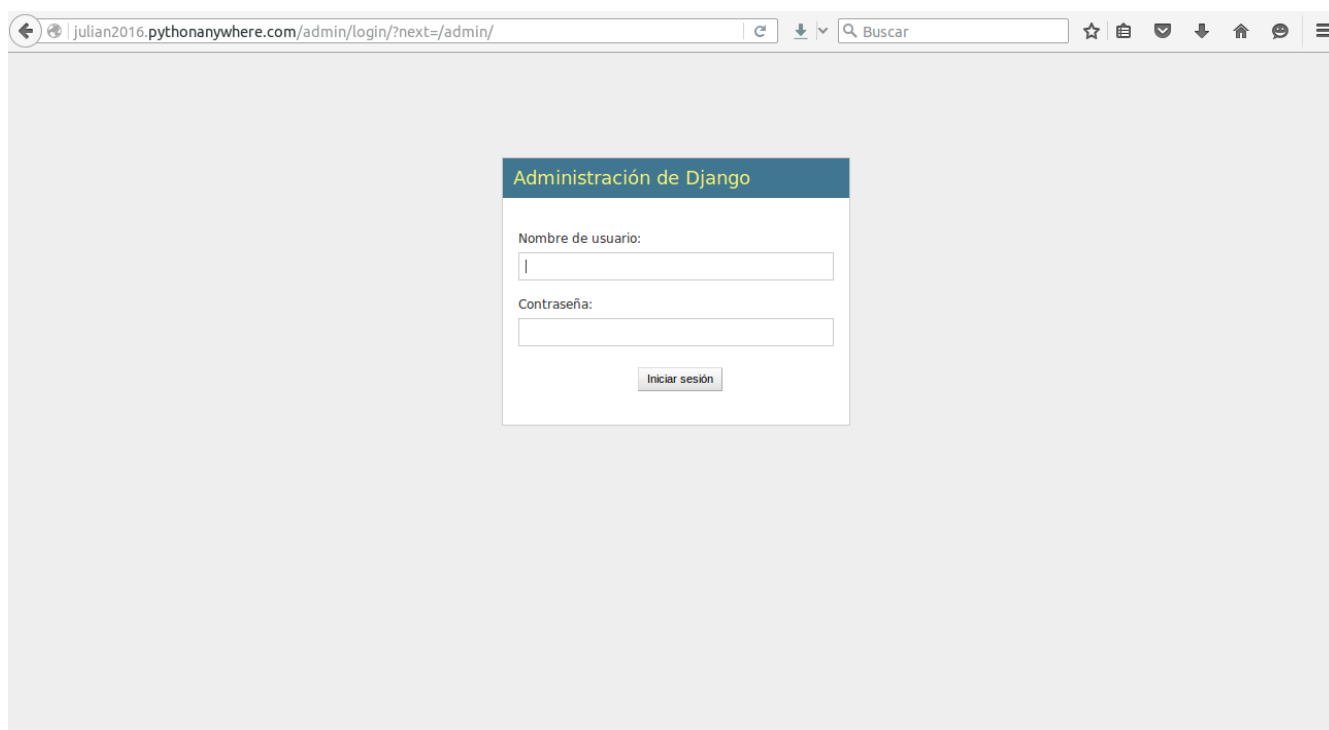 julian2016.pythonanywhere.com/admin/login/?next=/admin/
Buscar
Administración de Django
Nombre de usuario:
Contraseña:
Iniciar sesión